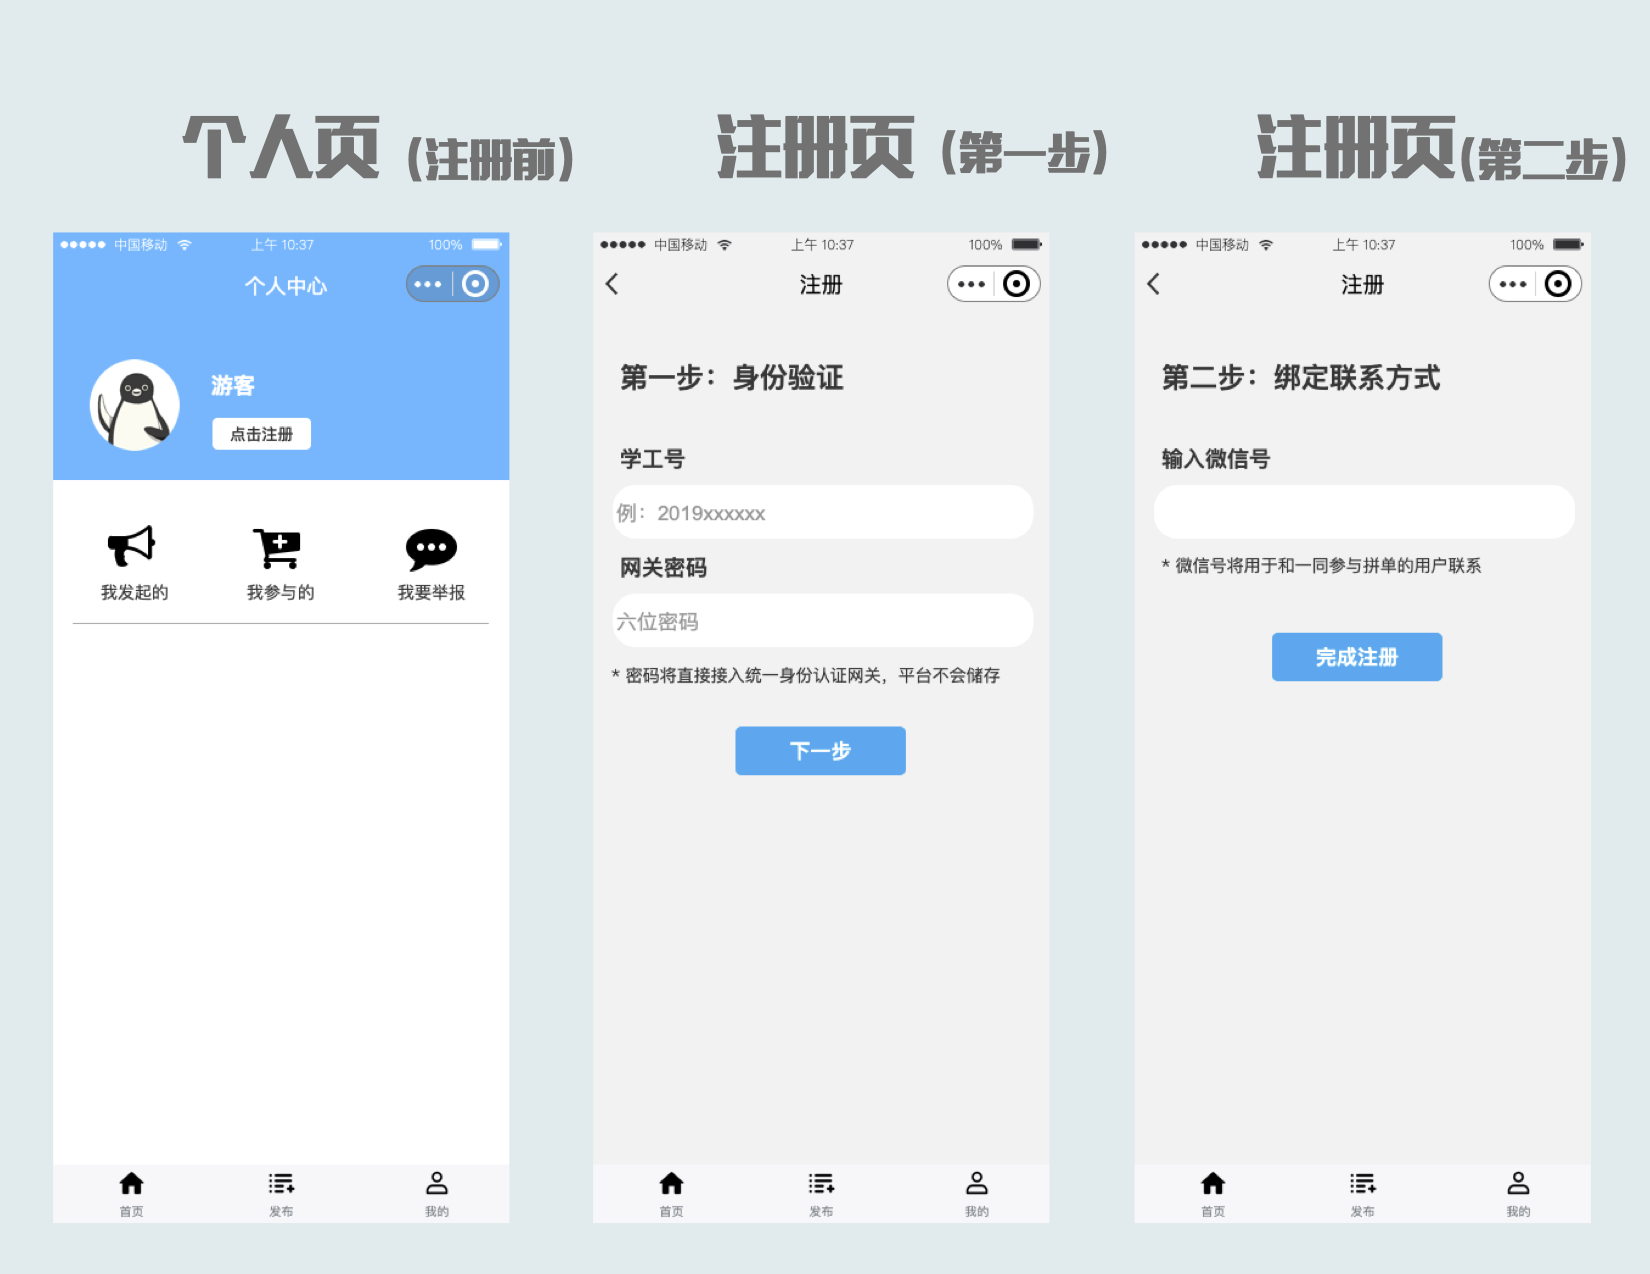 个人页 (注册前)
注册页 (第一步)
注册页(第二步)
中国移动 上午 10:37 100%
个人中心
游客
点击注册
我发起的 我参与的 我要举报
首页 发布 我的
中国移动 上午 10:37 100%
注册
第一步：身份验证
学工号
例：2019xxxxxx
网关密码
六位密码
* 密码将直接接入统一身份认证网关，平台不会储存
下一步
首页 发布 我的
中国移动 上午 10:37 100%
注册
第二步：绑定联系方式
输入微信号
* 微信号将用于和一同参与拼单的用户联系
完成注册
首页 发布 我的